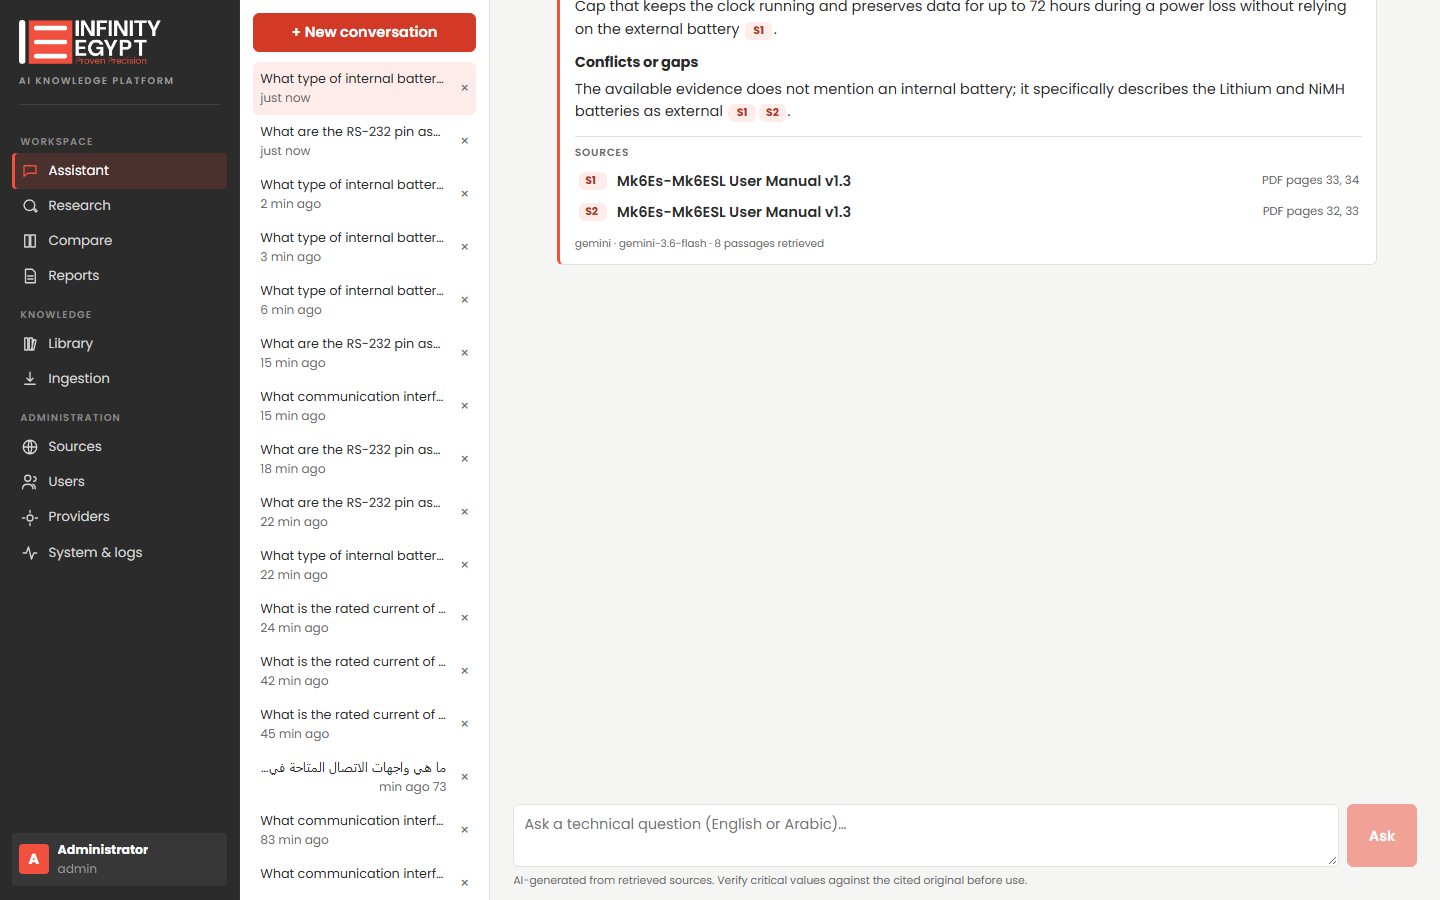 INFINITY
EGYPT
Proven Precision
AI KNOWLEDGE PLATFORM
WORKSPACE
Assistant
Research
Compare
Reports
KNOWLEDGE
Library
Ingestion
ADMINISTRATION
Sources
Users
Providers
System & logs
A
Administrator
admin
+ New conversation
What type of internal batter...
just now
×
What are the RS-232 pin as...
just now
×
What type of internal batter...
2 min ago
×
What type of internal batter...
3 min ago
×
What type of internal batter...
6 min ago
×
What are the RS-232 pin as...
15 min ago
×
What communication interf...
15 min ago
×
What are the RS-232 pin as...
18 min ago
×
What are the RS-232 pin as...
22 min ago
×
What type of internal batter...
22 min ago
×
What is the rated current of ...
24 min ago
×
What is the rated current of ...
42 min ago
×
What is the rated current of ...
45 min ago
×
ما هي واجهات الاتصال المتاحة في...
min ago 73
×
What communication interf...
83 min ago
×
What communication interf...
×
Cap that keeps the clock running and preserves data for up to 72 hours during a power loss without relying
on the external battery S1 .
Conflicts or gaps
The available evidence does not mention an internal battery; it specifically describes the Lithium and NiMH
batteries as external S1 S2 .
SOURCES
S1 Mk6Es-Mk6ESL User Manual v1.3 PDF pages 33, 34
S2 Mk6Es-Mk6ESL User Manual v1.3 PDF pages 32, 33
gemini · gemini-3.6-flash · 8 passages retrieved
Ask a technical question (English or Arabic)...
Ask
AI-generated from retrieved sources. Verify critical values against the cited original before use.